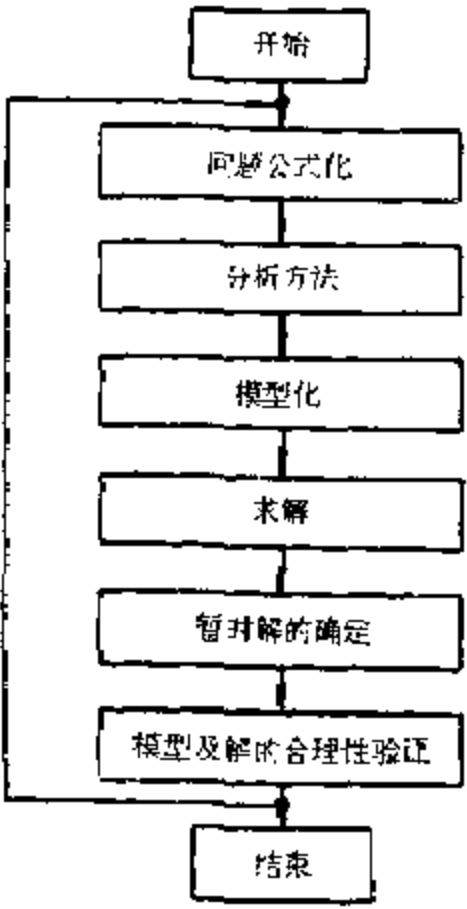 开始
问题公式化
分析方法
模型化
求解
暂时解的确定
模型及解的合理性验证
结束